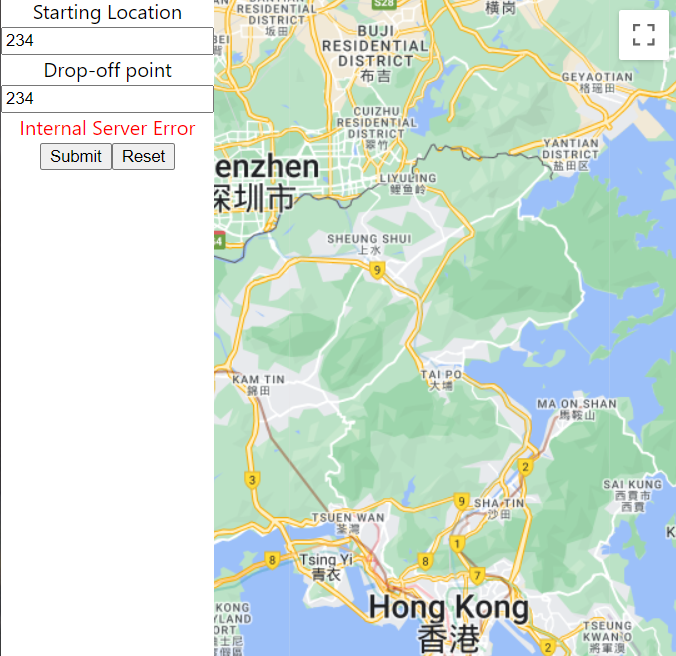 Starting Location
234
Drop-off point
234
Internal Server Error
Submit
Reset
RESIDENTIAL
DISTRICT
坂田
S28
横岗
BUJI
RESIDENTIAL
DISTRICT
布吉
GEYAOTIAN
格瑶田
CUIZHU
RESIDENTIAL
DISTRICT
翠竹
YANTIAN
DISTRICT
盐田区
enzhen
深圳市
LIYULING
鲤鱼岭
4
SHEUNG SHUI
上水
9
TAI PO
大埔
KAM TIN
錦田
MA ON SHAN
馬鞍山
2
3
SAI KUNG
西貢市
西貢
9
SHA TIN
沙田
TSUEN WAN
荃灣
1
8
Tsing Yi
青衣
8
7
Hong Kong
香港
KONG
YLAND
ORT
TSEUNG
KWAN O
將軍澳
2